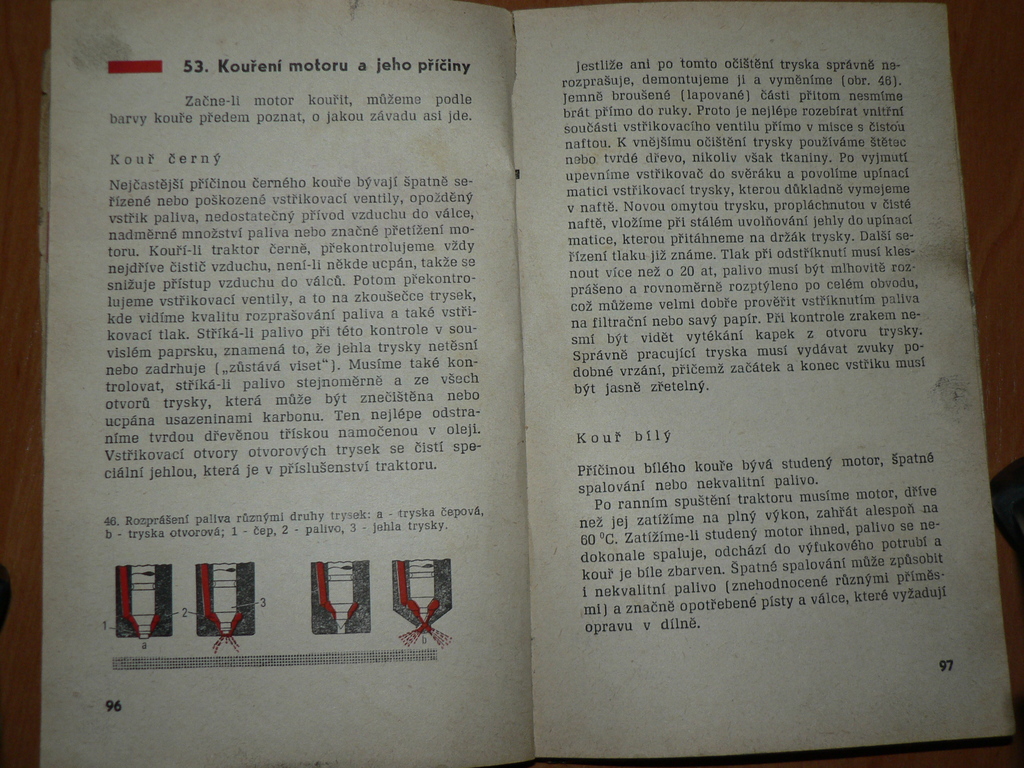 53. Kouření motoru a jeho příčiny
Začne-li motor kouřit, můžeme podle
barvy kouře předem poznat, o jakou závadu asi jde.
Kouř černý
Nejčastější příčinou černého kouře bývají špatně se-
řízené nebo poškozené vstřikovací ventily, opožděný
vstřik paliva, nedostatečný přívod vzduchu do válce,
nadměrné množství paliva nebo značné přetížení mo-
toru. Kouří-li traktor černě, překontrolujeme vždy
nejdříve čistič vzduchu, není-li někde ucpán, takže se
snižuje přístup vzduchu do válců. Potom překontro-
lujeme vstřikovací ventily, a to na zkoušečce trysek,
kde vidíme kvalitu rozprašování paliva a také vstři-
kovací tlak. Stříká-li palivo při této kontrole v sou-
vislém paprsku, znamená to, že jehla trysky netěsní
nebo zadrhuje („zůstává viset"). Musíme také kon-
trolovat, stříká-li palivo stejnoměrně a ze všech
otvorů trysky, která může být znečištěna nebo
ucpána usazeninami karbonu. Ten nejlépe odstra-
níme tvrdou dřevěnou třískou namočenou v oleji.
Vstřikovací otvory otvorových trysek se čistí spe-
ciální jehlou, která je v příslušenství traktoru.
46. Rozprášení paliva různými druhy trysek: a - tryska čepová,
b - tryska otvorová; 1 - čep, 2 - palivo, 3 - jehla trysky.
1 2 3
a b
96
Jestliže ani po tomto očištění tryska správně ne-
rozprašuje, demontujeme ji a vyměníme (obr. 46).
Jemně broušené (lapované) části přitom nesmíme
brát přímo do ruky. Proto je nejlépe rozebírat vnitřní
součásti vstřikovacího ventilu přímo v misce s čistou
naftou. K vnějšímu očištění trysky používáme štětec
nebo tvrdé dřevo, nikoliv však tkaniny. Po vyjmutí
upevníme vstřikovač do svěráku a povolíme upínací
matici vstřikovací trysky, kterou důkladně vymejeme
v naftě. Novou omytou trysku, propláchnutou v čisté
naftě, vložíme při stálém uvolňování jehly do upínací
matice, kterou přitáhneme na držák trysky. Další se-
řízení tlaku již známe. Tlak při odstříknutí musí kles-
nout více než o 20 at, palivo musí být mlhovitě roz-
prášeno a rovnoměrně rozptýleno po celém obvodu,
což můžeme velmi dobře prověřit vstříknutím paliva
na filtrační nebo savý papír. Při kontrole zrakem ne-
smí být vidět vytékání kapek z otvoru trysky.
Správně pracující tryska musí vydávat zvuky po-
dobné vrzání, přičemž začátek a konec vstřiku musí
být jasně zřetelný.
Kouř bílý
Příčinou bílého kouře bývá studený motor, špatné
spalování nebo nekvalitní palivo.
Po ranním spuštění traktoru musíme motor, dříve
než jej zatížíme na plný výkon, zahřát alespoň na
60 °C. Zatížíme-li studený motor ihned, palivo se ne-
dokonale spaluje, odchází do výfukového potrubí a
kouř je bíle zbarven. Špatné spalování může způsobit
i nekvalitní palivo (znehodnocené různými příměs-
mi) a značně opotřebené písty a válce, které vyžadují
opravu v dílně.
97